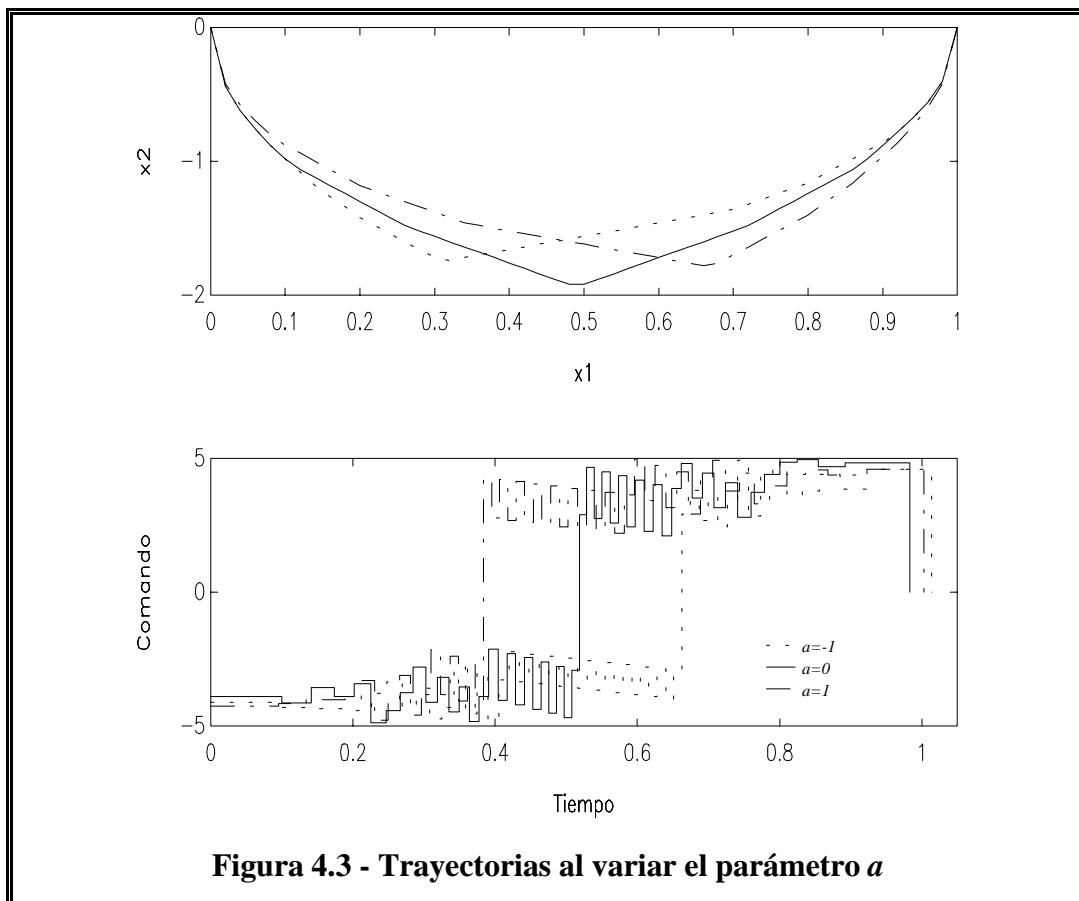 0
-1
-2
x2
0 0.1 0.2 0.3 0.4 0.5 0.6 0.7 0.8 0.9 1
x1
5
0
-5
Comando
a=-1
a=0
a=1
0 0.2 0.4 0.6 0.8 1
Tiempo
Figura 4.3 - Trayectorias al variar el parámetro a